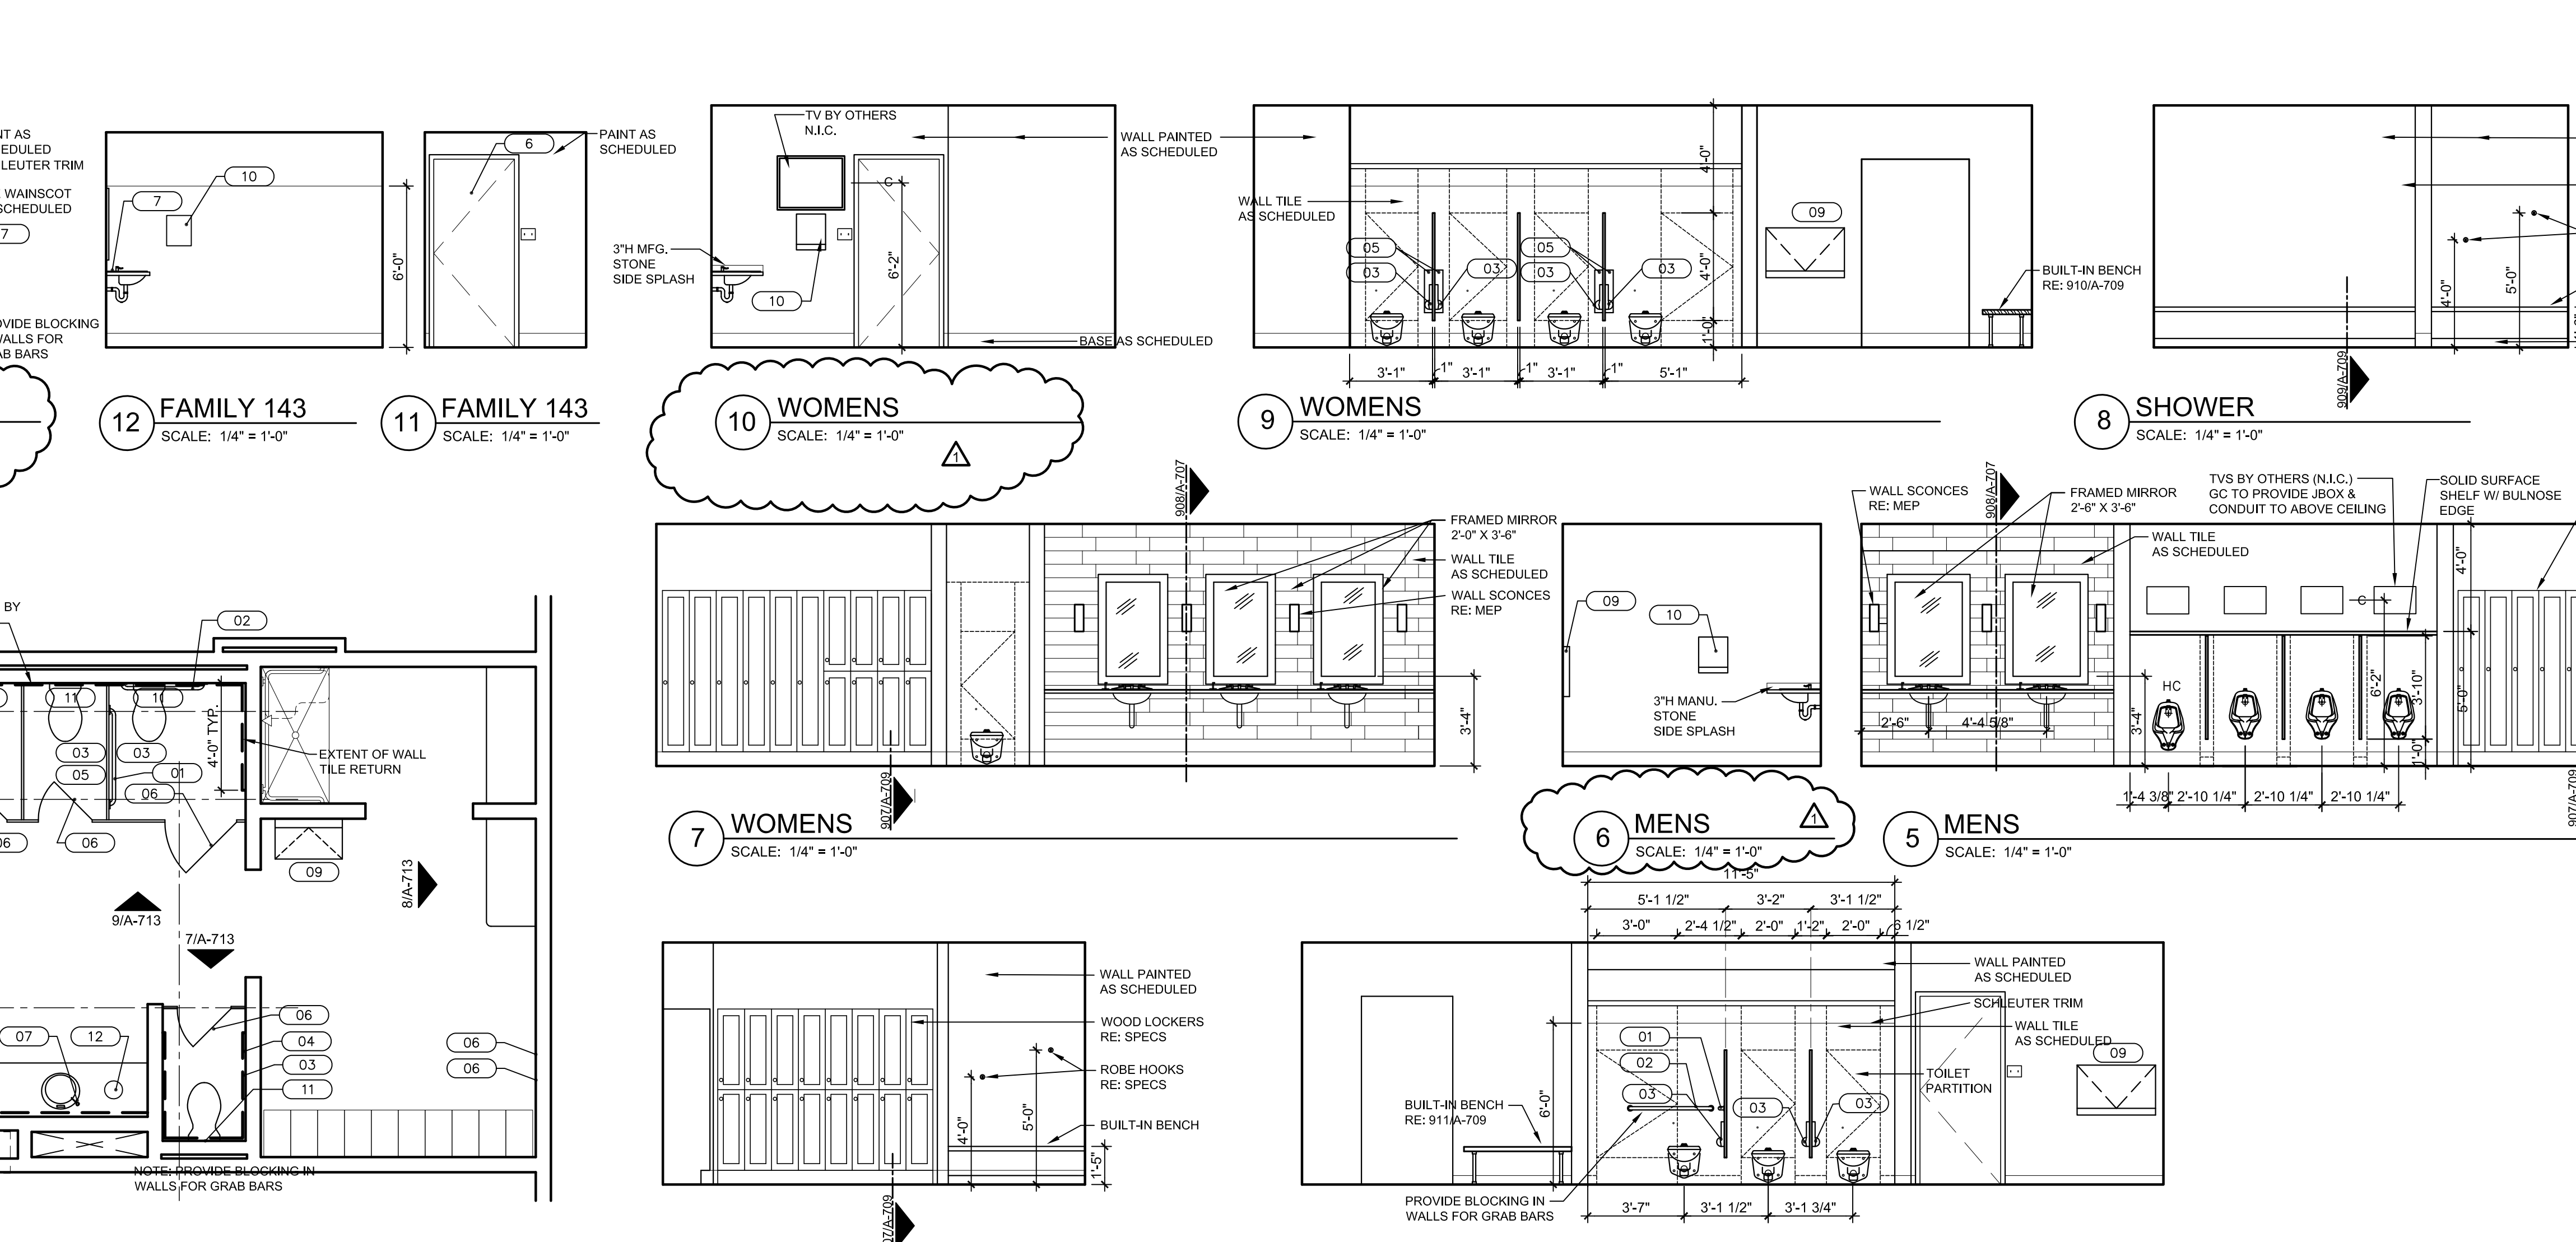 PAINT AS
SCHEDULED
6
10
7
6'-0"
12
FAMILY 143
SCALE: 1/4" = 1'-0"
11
FAMILY 143
SCALE: 1/4" = 1'-0"
TV BY OTHERS
N.I.C.
3"H MFG.
STONE
SIDE SPLASH
10
C
6'-2"
WALL PAINTED
AS SCHEDULED
BASE AS SCHEDULED
10
WOMENS
SCALE: 1/4" = 1'-0"
1
WALL TILE
AS SCHEDULED
05
03
03
05
03
03
4'-0"
4'-0"
1'-0"
09
BUILT-IN BENCH
RE: 910/A-709
3'-1"
1"
3'-1"
1"
3'-1"
1"
5'-1"
9
WOMENS
SCALE: 1/4" = 1'-0"
4'-0"
5'-0"
909/A-709
8
SHOWER
SCALE: 1/4" = 1'-0"
WAINSCOT
7
908/A-707
FRAMED MIRROR
2'-0" X 3'-6"
WALL TILE
AS SCHEDULED
WALL SCONCES
RE: MEP
3'-4"
907/A-709
7
WOMENS
SCALE: 1/4" = 1'-0"
09
10
3"H MANU.
STONE
SIDE SPLASH
6
MENS
SCALE: 1/4" = 1'-0"
1
WALL SCONCES
RE: MEP
908/A-707
FRAMED MIRROR
2'-6" X 3'-6"
WALL TILE
AS SCHEDULED
TVS BY OTHERS (N.I.C.)
GC TO PROVIDE JBOX &
CONDUIT TO ABOVE CEILING
SOLID SURFACE
SHELF W/ BULNOSE
EDGE
4'-0"
C
HC
6'-2"
3'-10"
5'-0"
1'-0"
3'-4"
2'-6"
4'-4 5/8"
1'-4 3/8"
2'-10 1/4"
2'-10 1/4"
2'-10 1/4"
907/A-709
5
MENS
SCALE: 1/4" = 1'-0"
BY
02
11
11
4'-0" TYP.
03
03
05
01
06
06
EXTENT OF WALL
TILE RETURN
09
8/A-713
9/A-713
7/A-713
06
04
03
11
06
06
07
12
NOTE: PROVIDE BLOCKING IN
WALLS FOR GRAB BARS
WALL PAINTED
AS SCHEDULED
WOOD LOCKERS
RE: SPECS
ROBE HOOKS
RE: SPECS
BUILT-IN BENCH
4'-0"
5'-0"
1'-5"
11'-5"
5'-1 1/2"
3'-2"
3'-1 1/2"
3'-0"
2'-4 1/2"
2'-0"
1'-2"
2'-0"
6 1/2"
WALL PAINTED
AS SCHEDULED
SCHLEUTER TRIM
WALL TILE
AS SCHEDULED
09
TOILET
PARTITION
01
02
03
03
03
6'-0"
BUILT-IN BENCH
RE: 911/A-709
PROVIDE BLOCKING IN
WALLS FOR GRAB BARS
3'-7"
3'-1 1/2"
3'-1 3/4"